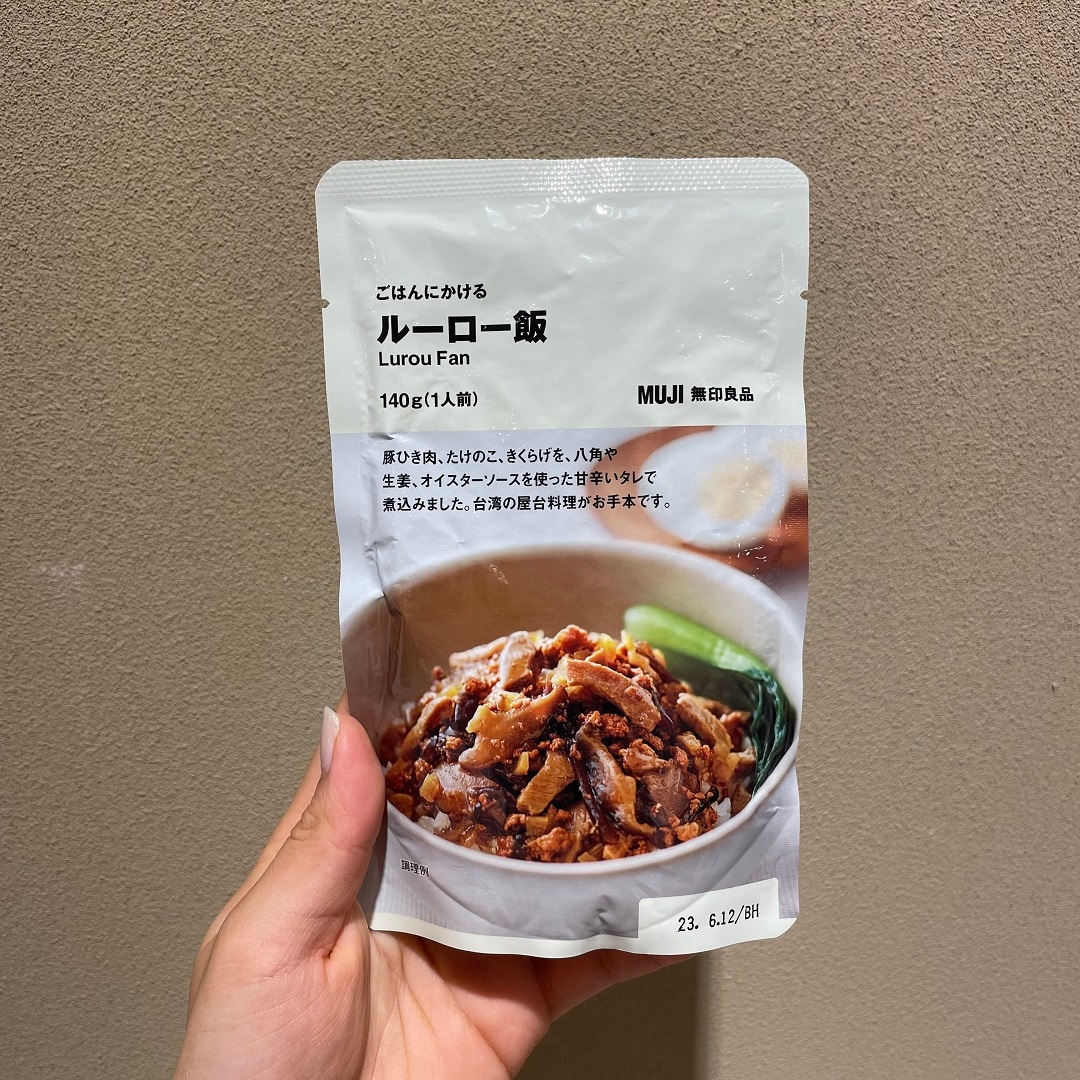 ごはんにかける
ルーロー飯
Lurou Fan
140g(1人前)
MUJI 無印良品
豚ひき肉、たけのこ、きくらげを、八角や
生姜、オイスターソースを使った甘辛いタレで
煮込みました。台湾の屋台料理がお手本です。
調理例
23. 6.12/BH